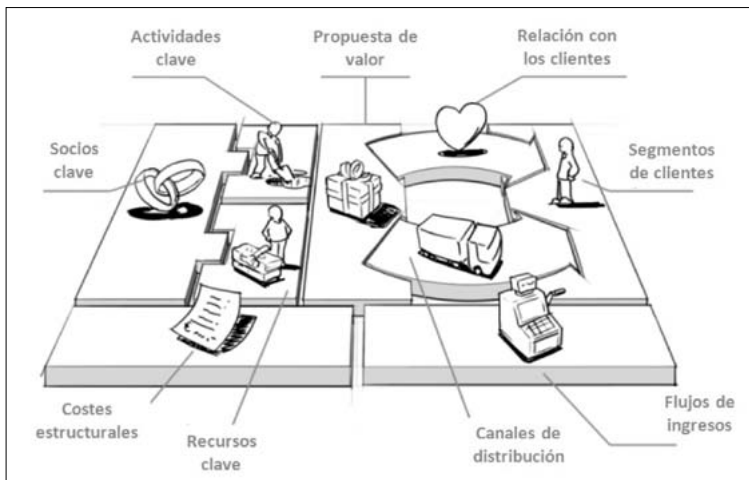 Actividades
clave
Propuesta de
valor
Relación con
los clientes
Socios
clave
Segmentos
de clientes
Costes
estructurales
Recursos
clave
Canales de
distribución
Flujos de
ingresos